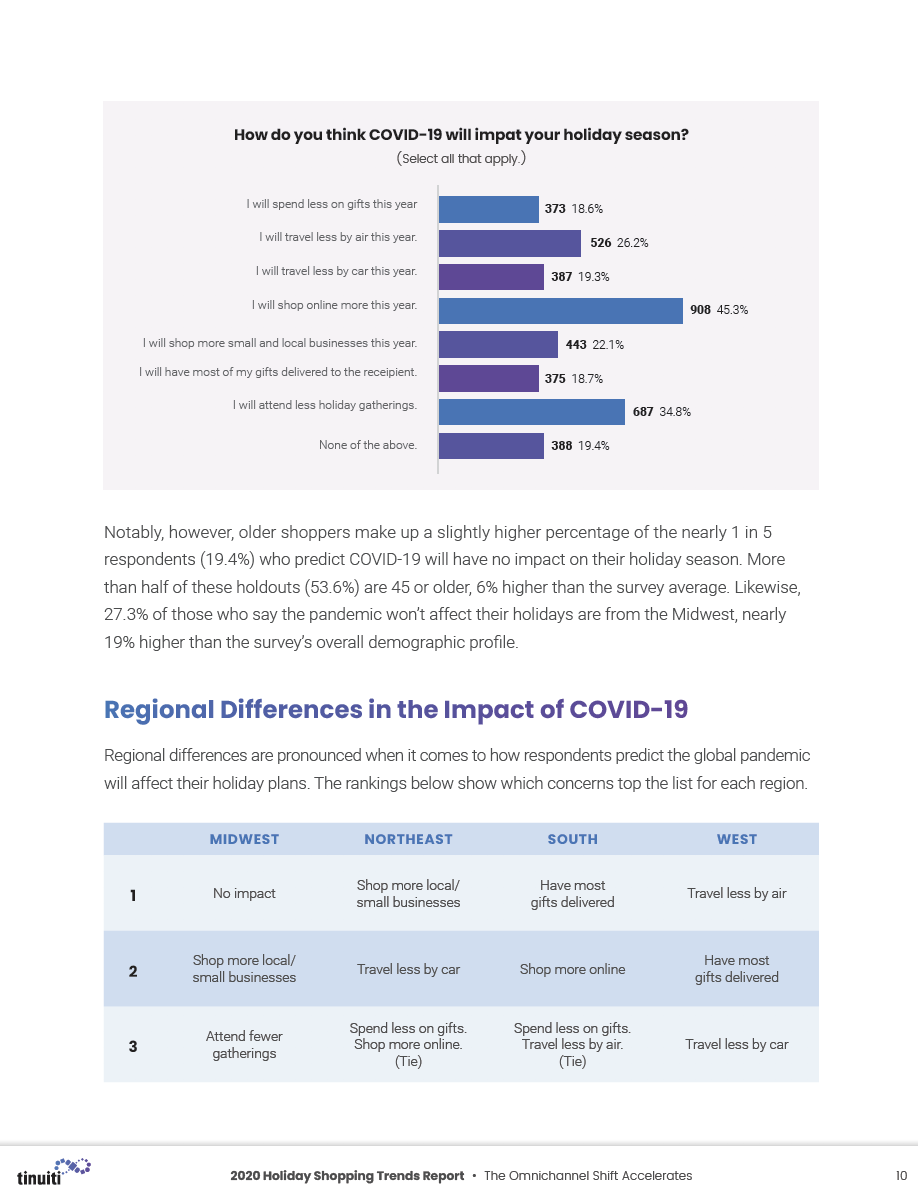 How do you think COVID-19 will impat your holiday season?
(Select all that apply.)
I will spend less on gifts this year
373 18.6%
I will travel less by air this year.
526 26.2%
I will travel less by car this year.
387 19.3%
I will shop online more this year.
908 45.3%
I will shop more small and local businesses this year.
443 22.1%
I will have most of my gifts delivered to the receipient.
375 18.7%
I will attend less holiday gatherings.
687 34.8%
None of the above.
388 19.4%
Notably, however, older shoppers make up a slightly higher percentage of the nearly 1 in 5
respondents (19.4%) who predict COVID-19 will have no impact on their holiday season. More
than half of these holdouts (53.6%) are 45 or older, 6% higher than the survey average. Likewise,
27.3% of those who say the pandemic won’t affect their holidays are from the Midwest, nearly
19% higher than the survey’s overall demographic profile.
Regional Differences in the Impact of COVID-19
Regional differences are pronounced when it comes to how respondents predict the global pandemic
will affect their holiday plans. The rankings below show which concerns top the list for each region.
MIDWEST NORTHEAST SOUTH WEST
1
No impact
Shop more local/
small businesses
Have most
gifts delivered
Travel less by air
2
Shop more local/
small businesses
Travel less by car
Shop more online
Have most
gifts delivered
3
Attend fewer
gatherings
Spend less on gifts.
Shop more online.
(Tie)
Spend less on gifts.
Travel less by air.
(Tie)
Travel less by car
tinuiti
2020 Holiday Shopping Trends Report • The Omnichannel Shift Accelerates
10